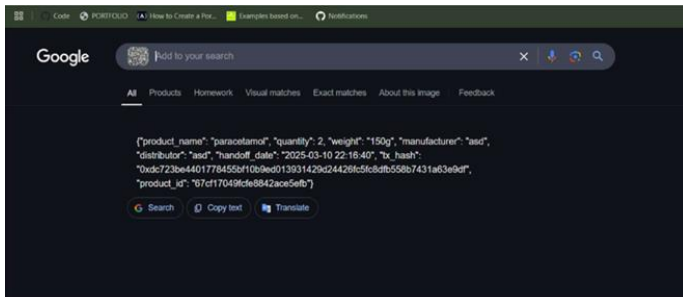 Code PORTFOLIO How to Create a Por... Examples based on... Notifications
Google Add to your search
All Products Homework Visual matches Exact matches About this image Feedback
{"product_name": "paracetamol", "quantity": 2, "weight": "150g", "manufacturer": "asd",
"distributor": "asd", "handoff_date": "2025-03-10 22:16:40", "tx_hash":
"0xdc723be4401778455bf10b9ed013931429d24426fc5fc8dfb558b7431a63e9df",
"product_id": "67cf17049fcfe8842ace5efb"}
Search Copy text Translate